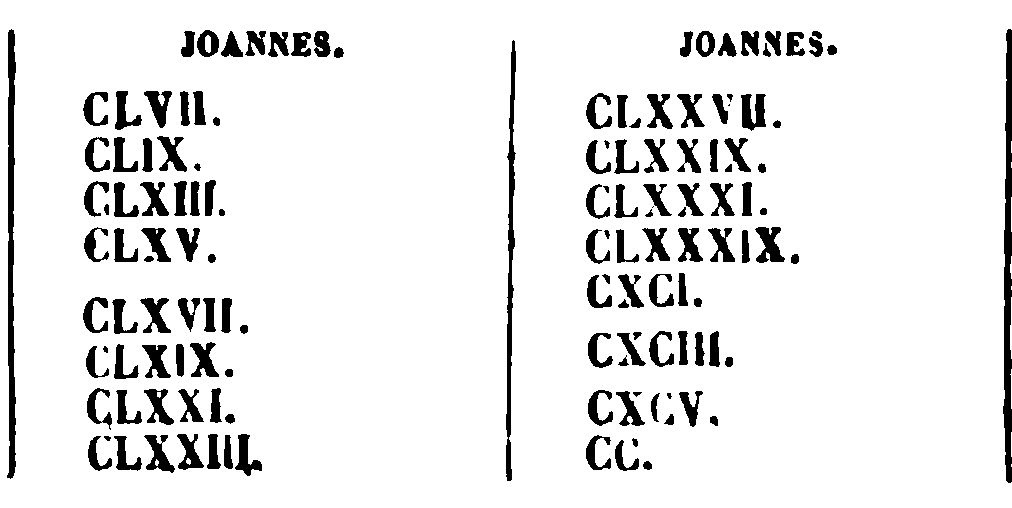 JOANNES.
CLVII.
CLIX.
CLXIII.
CLXV.
CLXVII.
CLXIX.
CLXXI.
CLXXIII.
JOANNES.
CLXXVII.
CLXXIX.
CLXXXI.
CLXXXIX.
CXCI.
CXCIII.
CXCV.
CC.